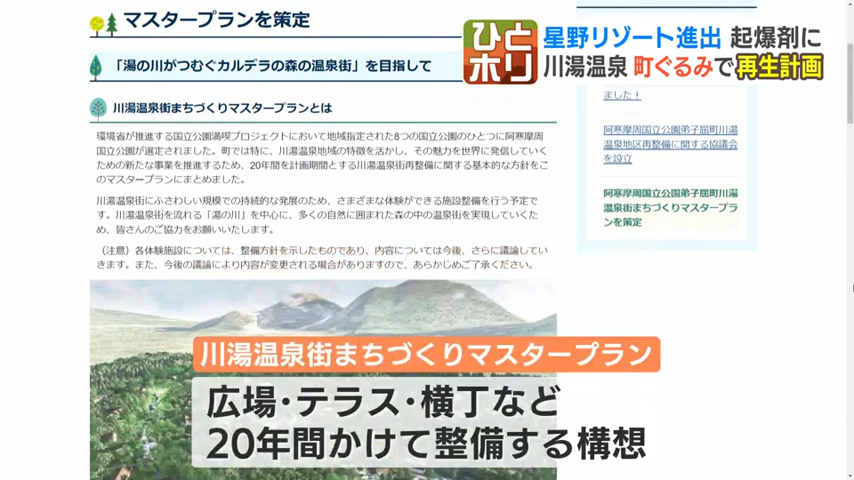 マスタープランを策定
「湯の川がつむぐカルデラの森の温泉街」を目指して
川湯温泉街まちづくりマスタープランとは
環境省が推進する国立公園満喫プロジェクトにおいて地域指定された8つの国立公園のひとつに阿寒摩周
国立公園が選定されました。町では特に、川湯温泉地域の特徴を活かし、その魅力を世界に発信していく
ための新たな事業を推進するため、20年間を計画期間とする川湯温泉街再整備に関する基本的な方針をこ
のマスタープランにまとめました。
川湯温泉街にふさわしい規模での持続的な発展のため、さまざまな体験ができる施設整備を行う予定で
す。川湯温泉街を流れる「湯の川」を中心に、多くの自然に囲まれた森の中の温泉街を実現していくた
め、皆さんのご協力をお願いいたします。
（注意）各体験施設については、整備方針を示したものであり、内容については今後、さらに議論してい
きます。また、今後の議論により内容が変更される場合がありますので、あらかじめご了承ください。
ひと
ホリ
星野リゾート進出 起爆剤に
川湯温泉 町ぐるみで再生計画
ました！
阿寒摩周国立公園弟子屈町川湯
温泉地区再整備に関する協議会
を設立
阿寒摩周国立公園弟子屈町川湯
温泉街まちづくりマスタープラ
ンを策定
川湯温泉街まちづくりマスタープラン
広場・テラス・横丁など
20年間かけて整備する構想